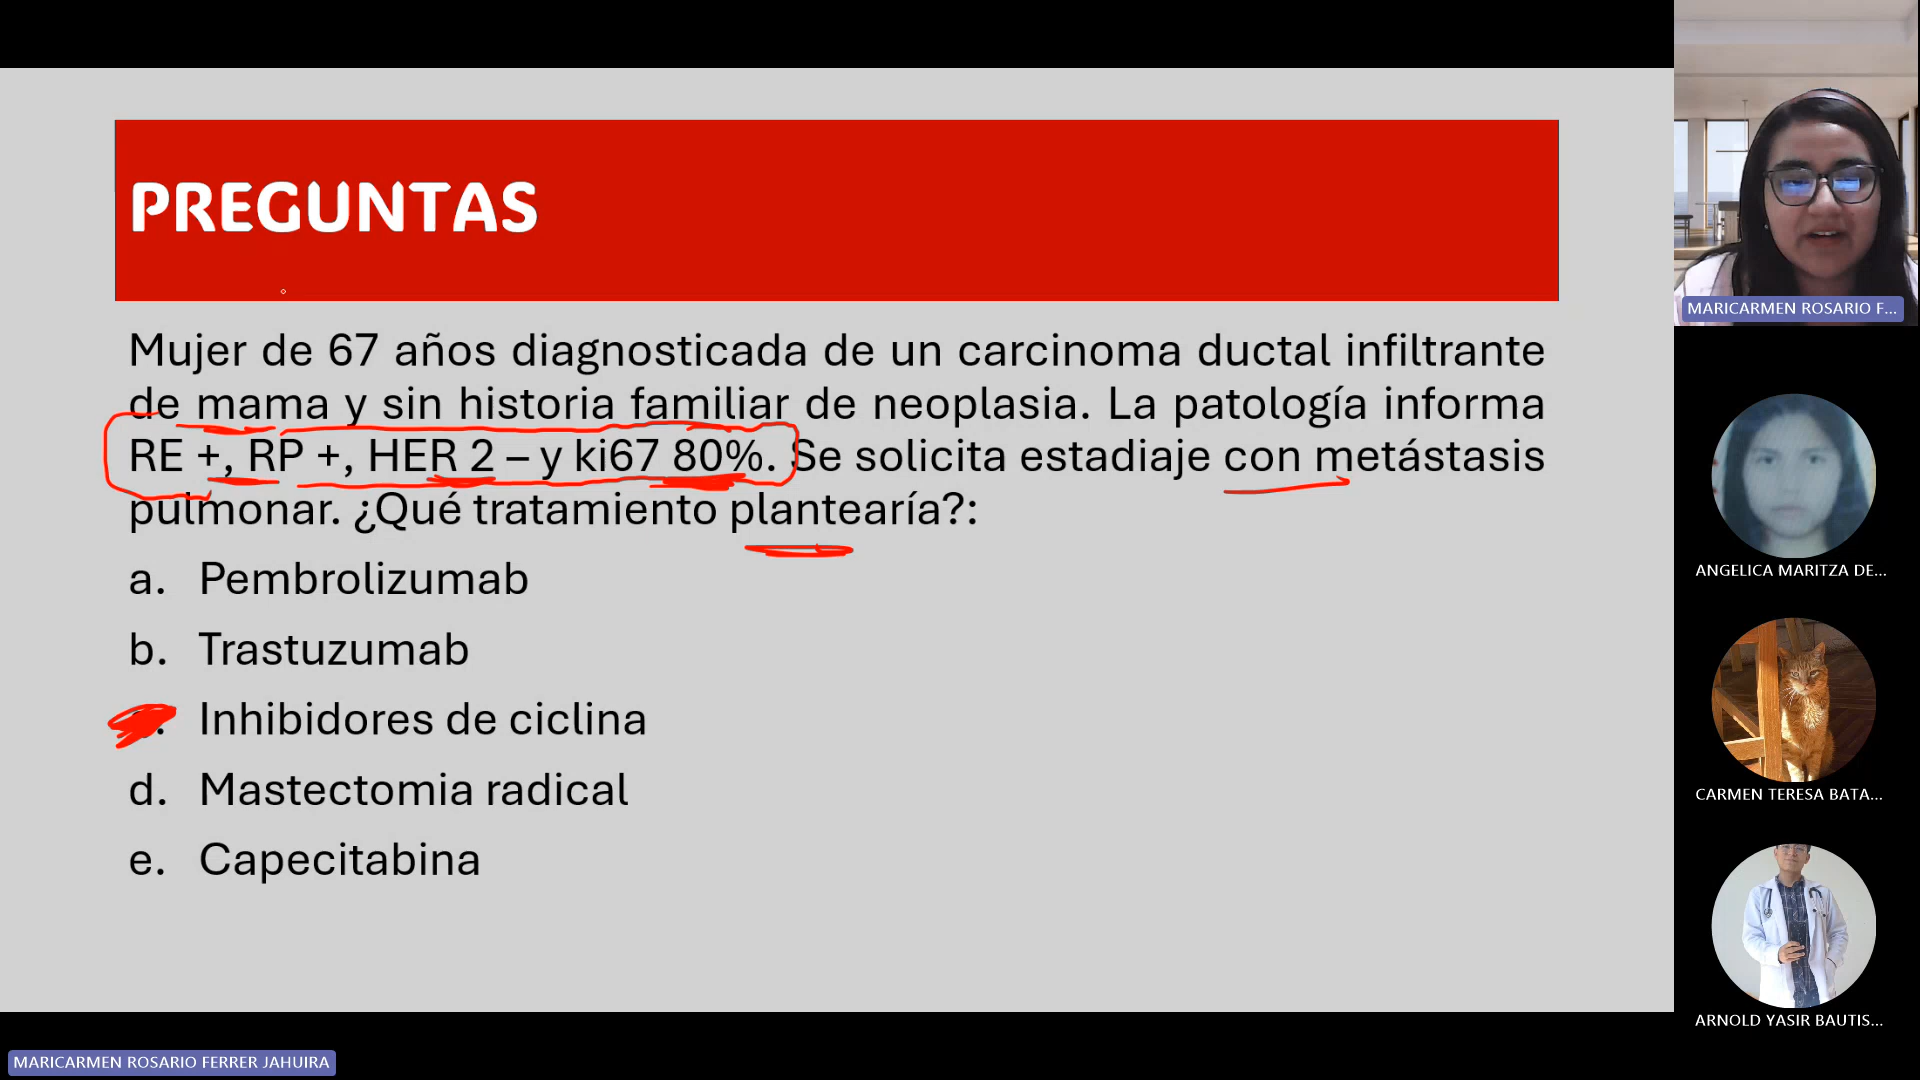 PREGUNTAS
Mujer de 67 años diagnosticada de un carcinoma ductal infiltrante
de mama y sin historia familiar de neoplasia. La patología informa
RE +, RP +, HER 2 – y ki67 80%. Se solicita estadiaje con metástasis
pulmonar. ¿Qué tratamiento plantearía?:
a. Pembrolizumab
b. Trastuzumab
Inhibidores de ciclina
d. Mastectomia radical
e. Capecitabina
MARICARMEN ROSARIO F...
ANGELICA MARITZA DE...
CARMEN TERESA BATA...
ARNOLD YASIR BAUTIS...
MARICARMEN ROSARIO FERRER JAHUIRA